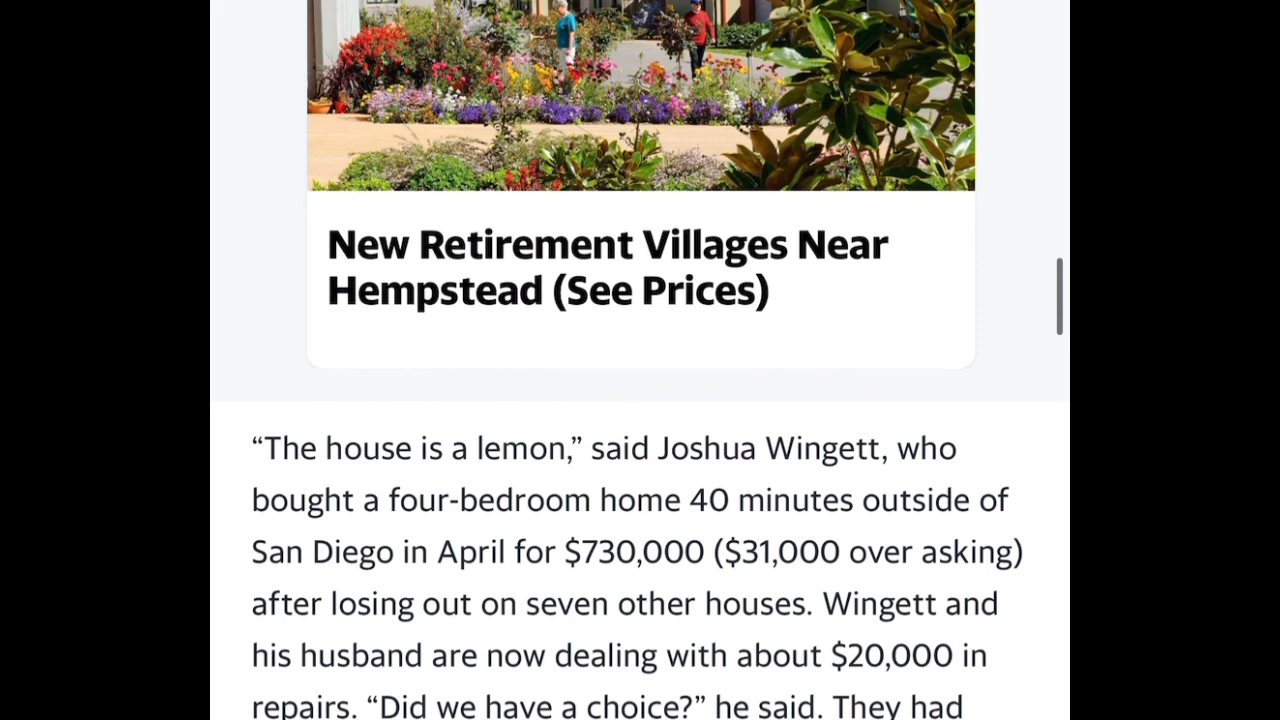 New Retirement Villages Near
Hempstead (See Prices)
“The house is a lemon,” said Joshua Wingett, who
bought a four-bedroom home 40 minutes outside of
San Diego in April for $730,000 ($31,000 over asking)
after losing out on seven other houses. Wingett and
his husband are now dealing with about $20,000 in
repairs. “Did we have a choice?” he said. They had